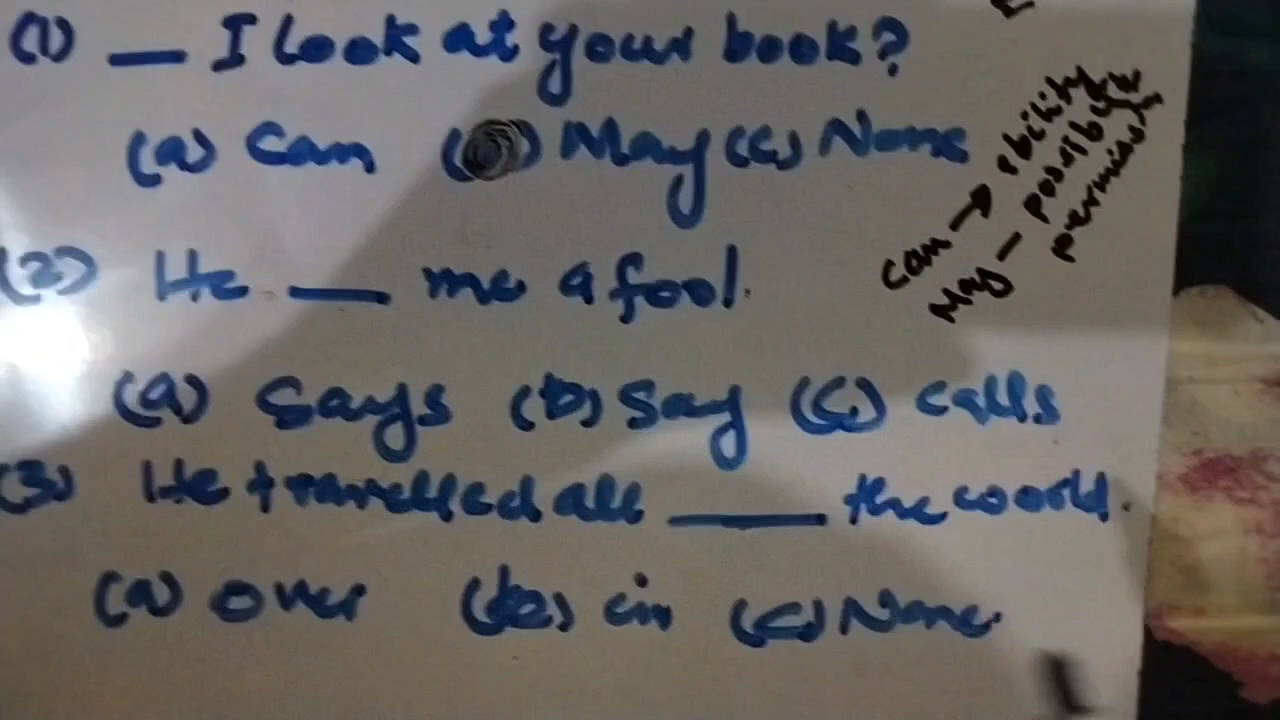 (1) __ I look at your book?
(a) Can ( ) May (c) None
can → ability
May — possibility
permission
(2) He __ me a fool.
(a) Says (b) Say (c) calls
(3) He travelled all ____ the world.
(a) over (b) in (c) None.